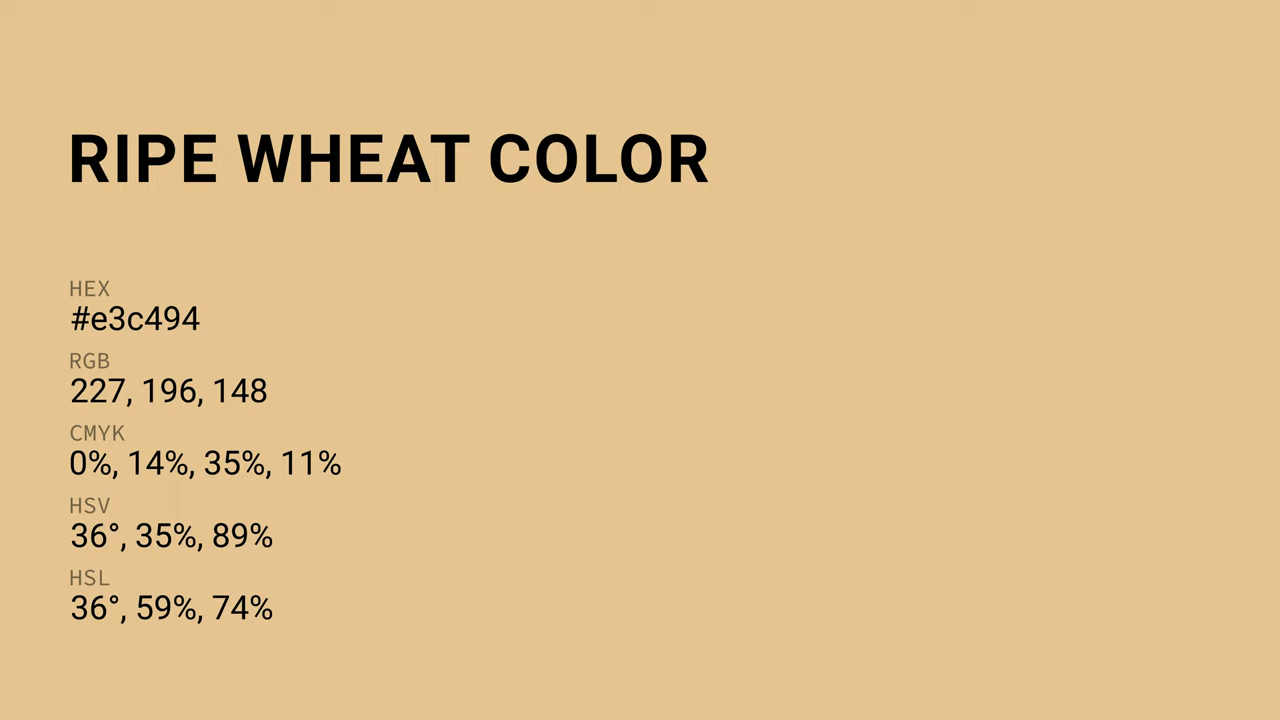 RIPE WHEAT COLOR
HEX
#e3c494
RGB
227, 196, 148
CMYK
0%, 14%, 35%, 11%
HSV
36°, 35%, 89%
HSL
36°, 59%, 74%